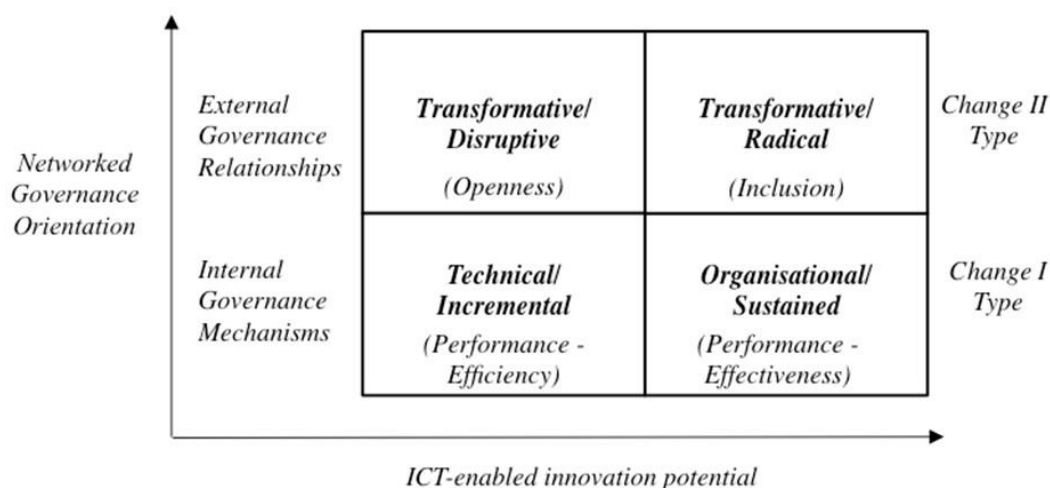 Networked
Governance
Orientation
External
Governance
Relationships
Transformative/
Disruptive
(Openness)
Transformative/
Radical
(Inclusion)
Change II
Type
Internal
Governance
Mechanisms
Technical/
Incremental
(Performance -
Efficiency)
Organisational/
Sustained
(Performance -
Effectiveness)
Change I
Type
ICT-enabled innovation potential